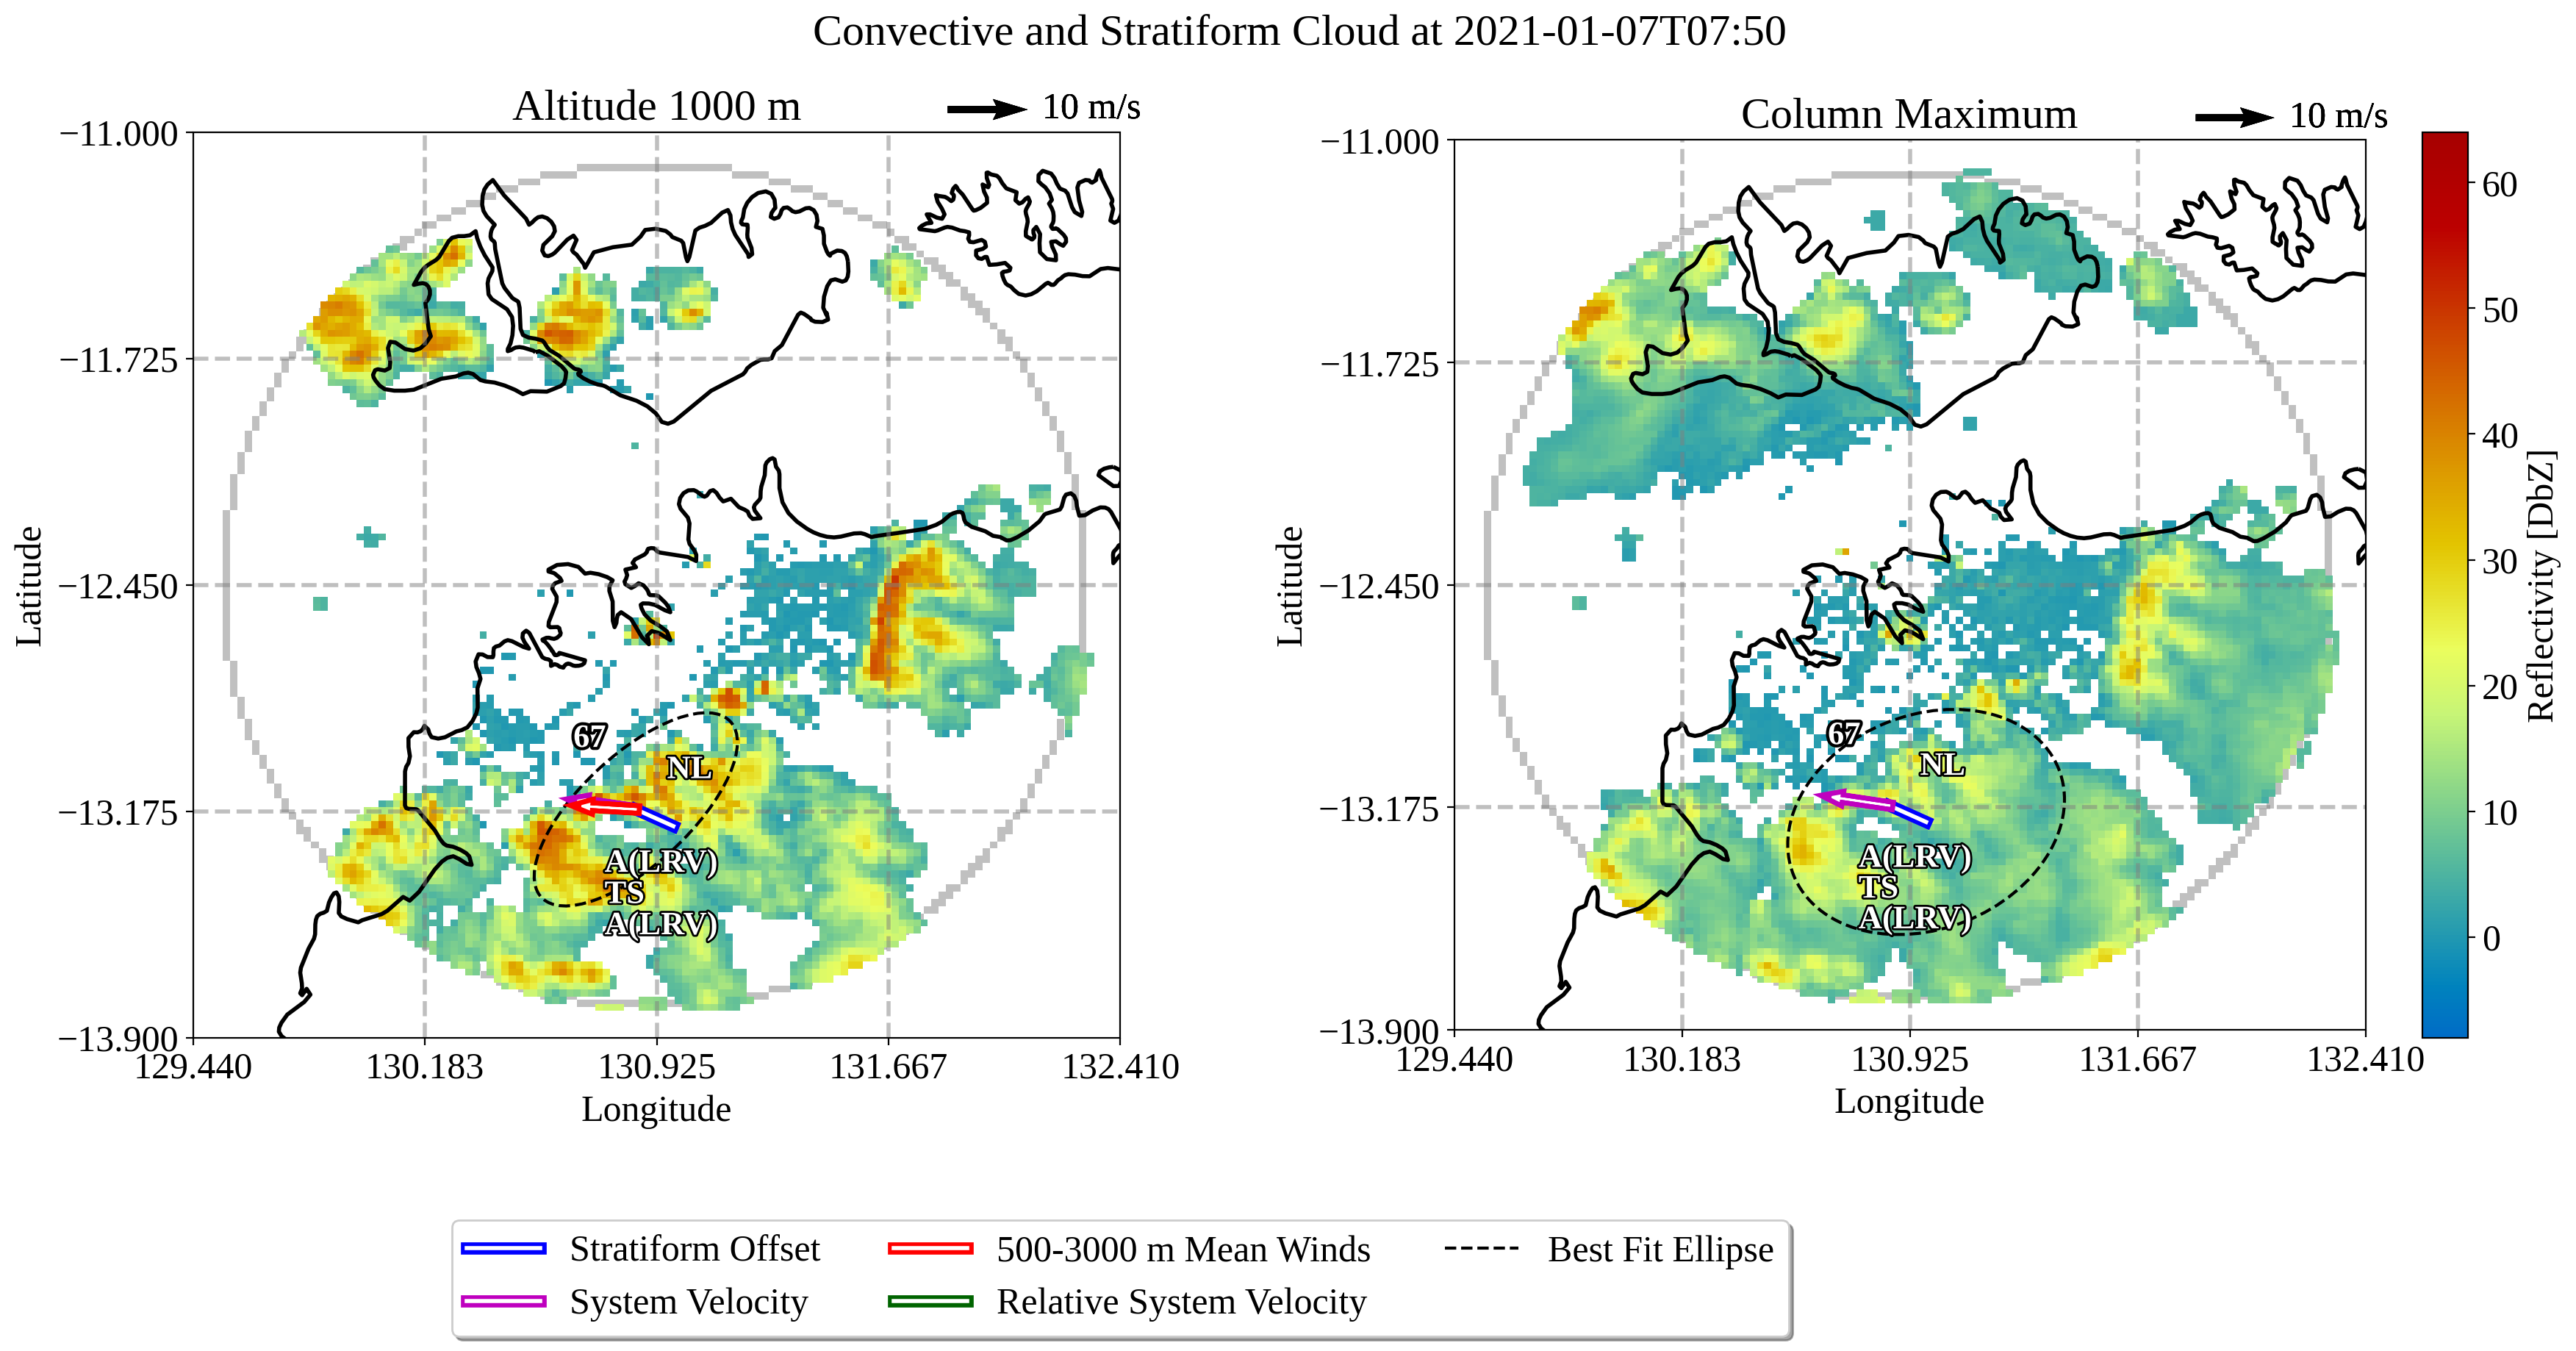 Convective and Stratiform Cloud at 2021-01-07T07:50
Altitude 1000 m
10 m/s
−11.000
−11.725
−12.450
−13.175
−13.900
Latitude
67
NL
A(LRV)
TS
A(LRV)
129.440
130.183
130.925
131.667
132.410
Longitude
Column Maximum
10 m/s
−11.000
−11.725
−12.450
−13.175
−13.900
Latitude
67
NL
A(LRV)
TS
A(LRV)
129.440
130.183
130.925
131.667
132.410
Longitude
60
50
40
30
20
10
0
Reflectivity [DbZ]
Stratiform Offset
System Velocity
500-3000 m Mean Winds
Relative System Velocity
Best Fit Ellipse